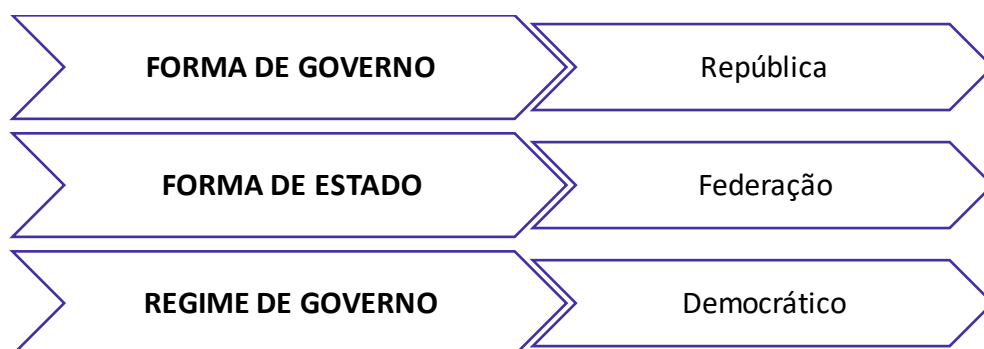 FORMA DE GOVERNO
República
FORMA DE ESTADO
Federação
REGIME DE GOVERNO
Democrático